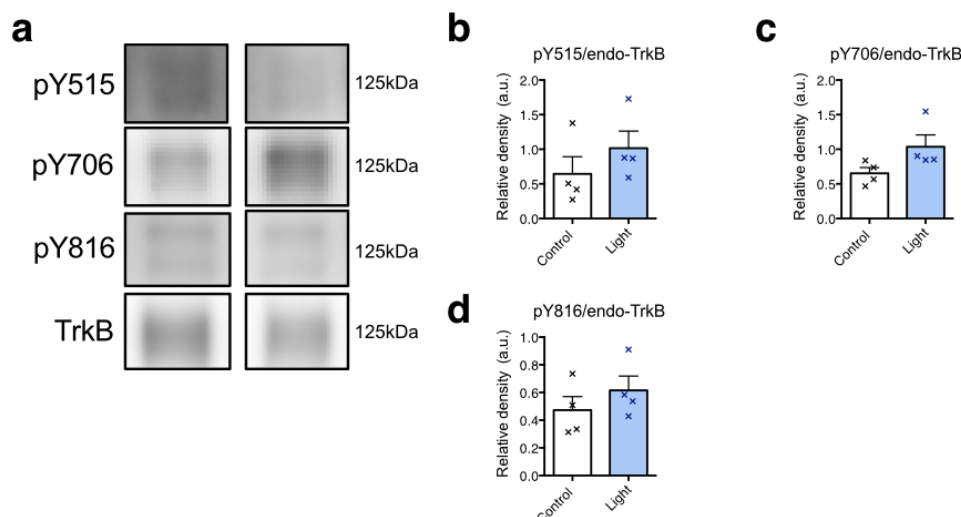 a
pY515
125kDa
pY706
125kDa
pY816
125kDa
TrkB
125kDa
b
pY515/endo-TrkB
Relative density (a.u.)
2.0
1.5
1.0
0.5
0.0
Control
Light
c
pY706/endo-TrkB
Relative density (a.u.)
2.0
1.5
1.0
0.5
0.0
Control
Light
d
pY816/endo-TrkB
Relative density (a.u.)
1.0
0.8
0.6
0.4
0.2
0.0
Control
Light